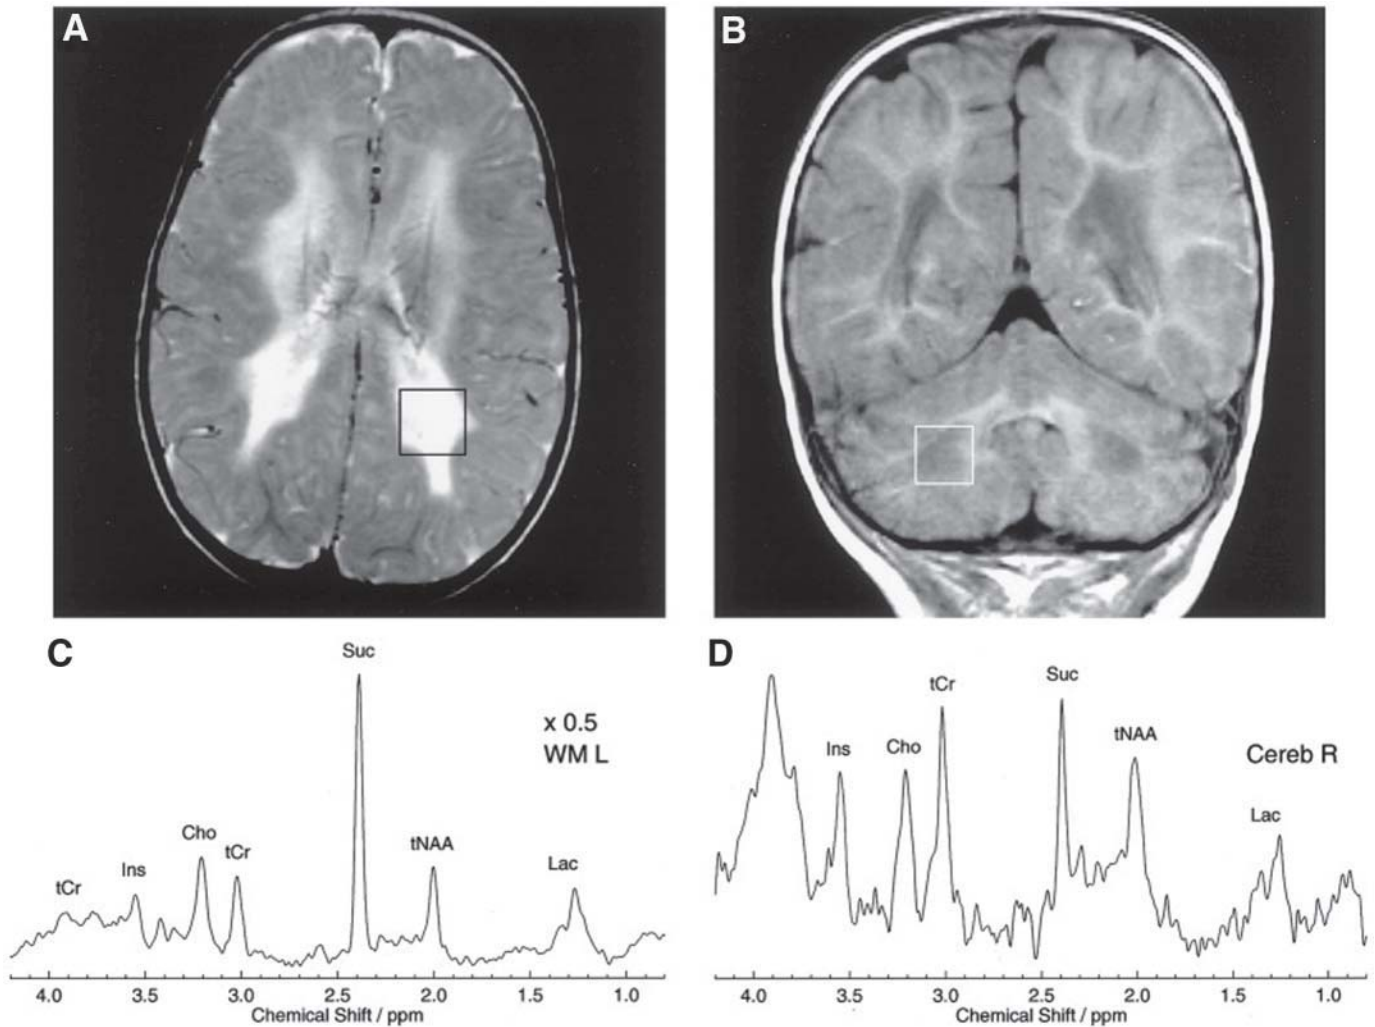 A
B
C
Suc
x 0.5
WM L
Cho
tCr
tNAA
Ins
Lac
tCr
4.0 3.5 3.0 2.5 2.0 1.5 1.0
Chemical Shift / ppm
D
Suc
tCr
tNAA
Ins
Cho
Cereb R
Lac
4.0 3.5 3.0 2.5 2.0 1.5 1.0
Chemical Shift / ppm